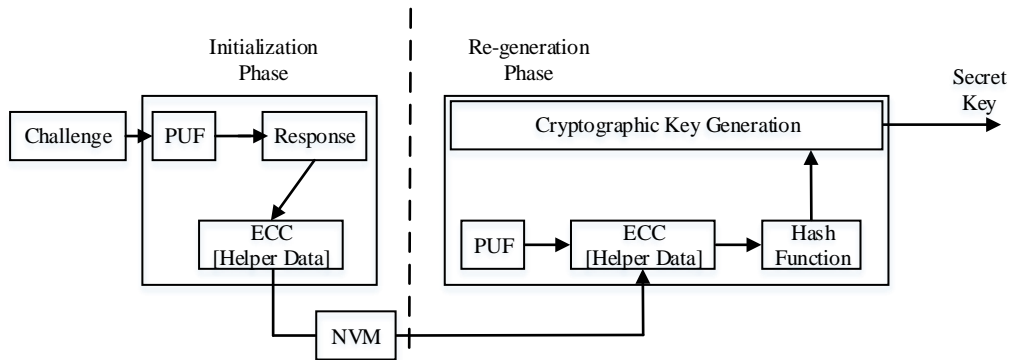 Initialization
Phase
Re-generation
Phase
Secret
Key
Challenge
PUF
Response
Cryptographic Key Generation
ECC
[Helper Data]
PUF
ECC
[Helper Data]
Hash
Function
NVM